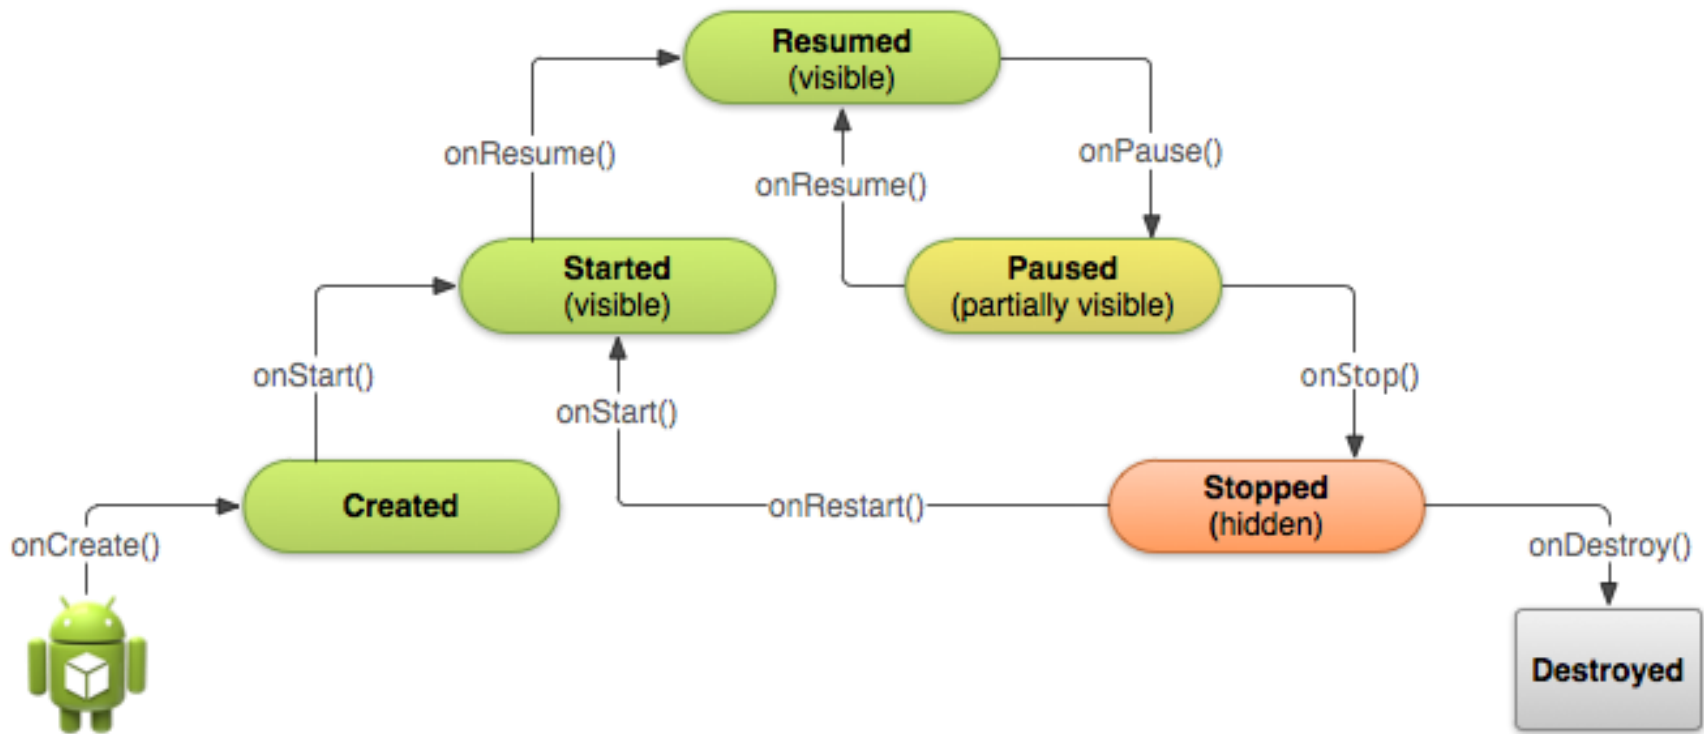 Resumed
(visible)
onResume()
onPause()
onResume()
Started
(visible)
Paused
(partially visible)
onStart()
onStart()
onStop()
Created
onRestart()
Stopped
(hidden)
onCreate()
onDestroy()
Destroyed